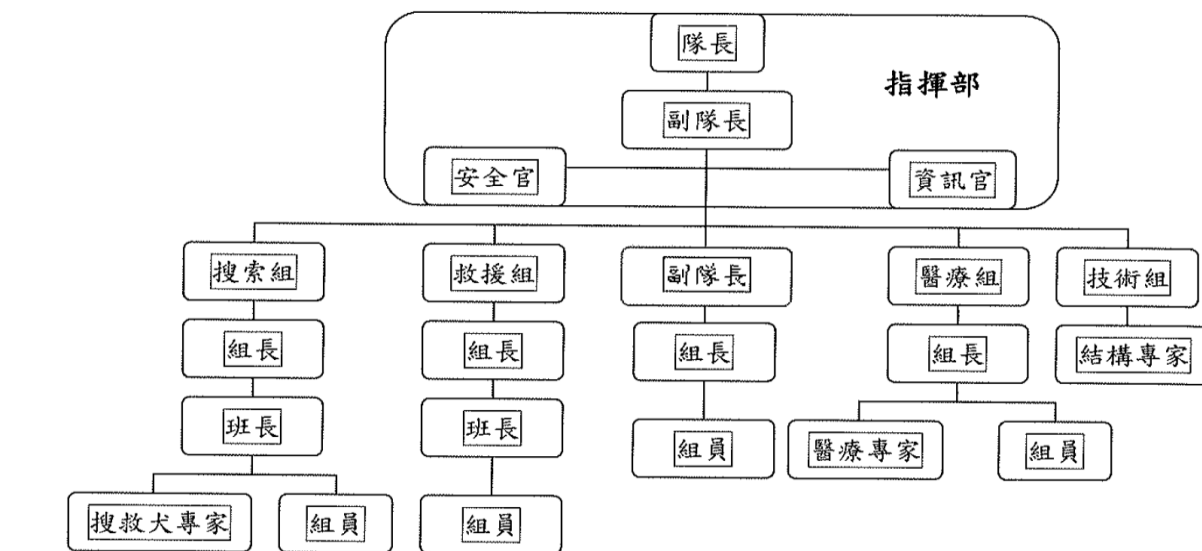 隊長
指揮部
副隊長
安全官
資訊官
搜索組
救援組
副隊長
醫療組
技術組
組長
組長
組長
組長
結構專家
班長
班長
組員
醫療專家
組員
搜救犬專家
組員
組員